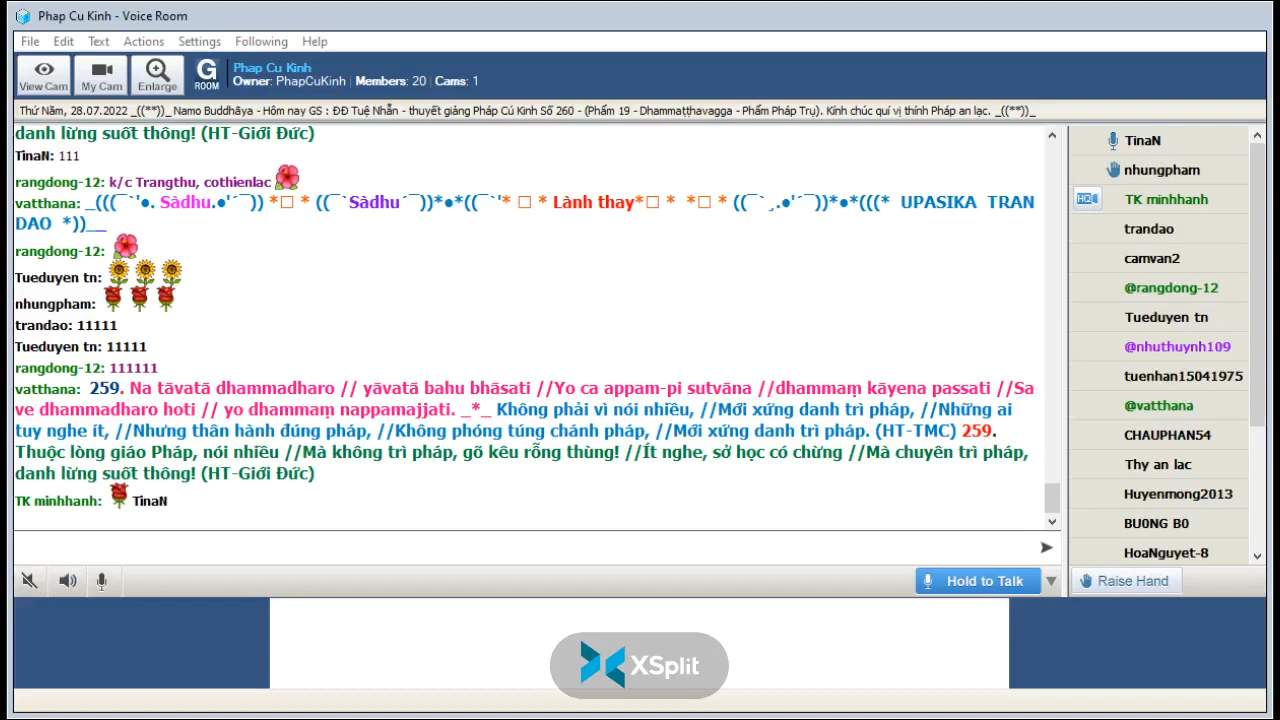 Phap Cu Kinh - Voice Room
File Edit Text Actions Settings Following Help
View Cam My Cam Enlarge G ROOM Phap Cu Kinh
Owner: PhapCuKinh | Members: 20 | Cams: 1
Thứ Năm, 28.07.2022 _((**))_ Namo Buddhāya - Hôm nay GS : ĐĐ Tuệ Nhẫn - thuyết giảng Pháp Cú Kinh Số 260 - (Phẩm 19 - Dhammaṭṭhavagga - Phẩm Pháp Trụ). Kính chúc quí vị thính Pháp an lạc. _((**))_
danh lừng suốt thông! (HT-Giới Đức)
TinaN: 111
rangdong-12: k/c Trangthu, cothienlac
vatthana: _(((¯`'●. Sàdhu.●'´¯)) *□ * ((¯`Sàdhu´¯))*●*((¯`'* □ * Lành thay*□ * *□ * ((¯`¸.●'´¯))*●*(((* UPASIKA TRAN
DAO *))__
rangdong-12:
Tueduyen tn:
nhungpham:
trandao: 11111
Tueduyen tn: 11111
rangdong-12: 111111
vatthana: 259. Na tāvatā dhammadharo // yāvatā bahu bhāsati //Yo ca appam-pi sutvāna //dhammaṃ kāyena passati //Sa
ve dhammadharo hoti // yo dhammaṃ nappamajjati. _*_ Không phải vì nói nhiều, //Mới xứng danh trì pháp, //Những ai
tuy nghe ít, //Nhưng thân hành đúng pháp, //Không phóng túng chánh pháp, //Mới xứng danh trì pháp. (HT-TMC) 259.
Thuộc lòng giáo Pháp, nói nhiều //Mà không trì pháp, gõ kêu rỗng thùng! //Ít nghe, sở học có chừng //Mà chuyên trì pháp,
danh lừng suốt thông! (HT-Giới Đức)
TK minhhanh: TinaN
TinaN
nhungpham
HQ TK minhhanh
trandao
camvan2
@rangdong-12
Tueduyen tn
@nhuthuynh109
tuenhan15041975
@vatthana
CHAUPHAN54
Thy an lac
Huyenmong2013
BU0NG B0
HoaNguyet-8
Hold to Talk
Raise Hand
XSplit